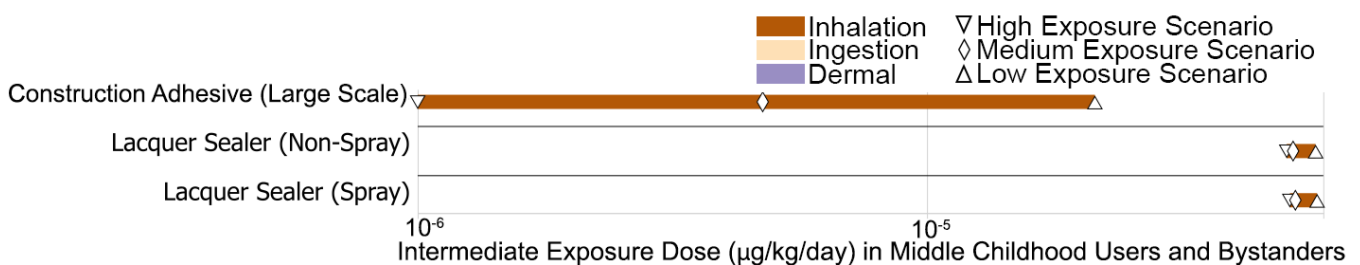 Inhalation
Ingestion
Dermal
High Exposure Scenario
Medium Exposure Scenario
Low Exposure Scenario
Construction Adhesive (Large Scale)
Lacquer Sealer (Non-Spray)
Lacquer Sealer (Spray)
10⁻⁶
10⁻⁵
Intermediate Exposure Dose (μg/kg/day) in Middle Childhood Users and Bystanders